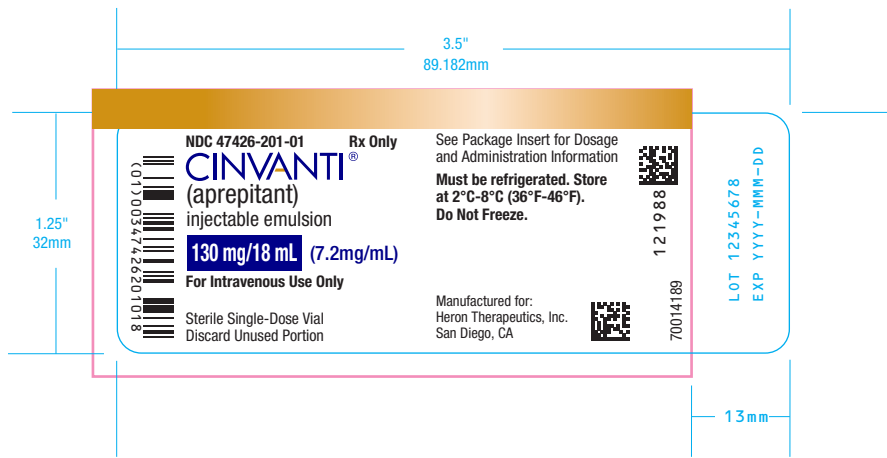 3.5"
89.182mm
1.25"
32mm
(01)00347426201018
NDC 47426-201-01 Rx Only
CINVANTI®
(aprepitant)
injectable emulsion
130 mg/18 mL (7.2mg/mL)
For Intravenous Use Only
Sterile Single-Dose Vial
Discard Unused Portion
See Package Insert for Dosage
and Administration Information
Must be refrigerated. Store
at 2°C-8°C (36°F-46°F).
Do Not Freeze.
Manufactured for:
Heron Therapeutics, Inc.
San Diego, CA
121988
70014189
LOT 12345678
EXP YYYY-MMM-DD
13mm